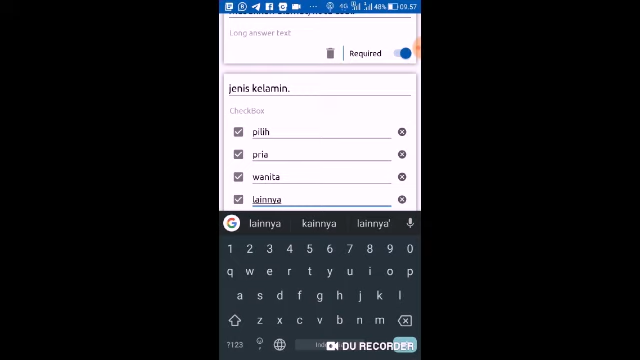 48% 09.57
Long answer text
Required
jenis kelamin.
CheckBox
pilih
pria
wanita
lainnya
lainnya kainnya lainnya'
1 2 3 4 5 6 7 8 9 0
q w e r t y u i o p
a s d f g h j k l
z x c v b n m
?123
DU RECORDER